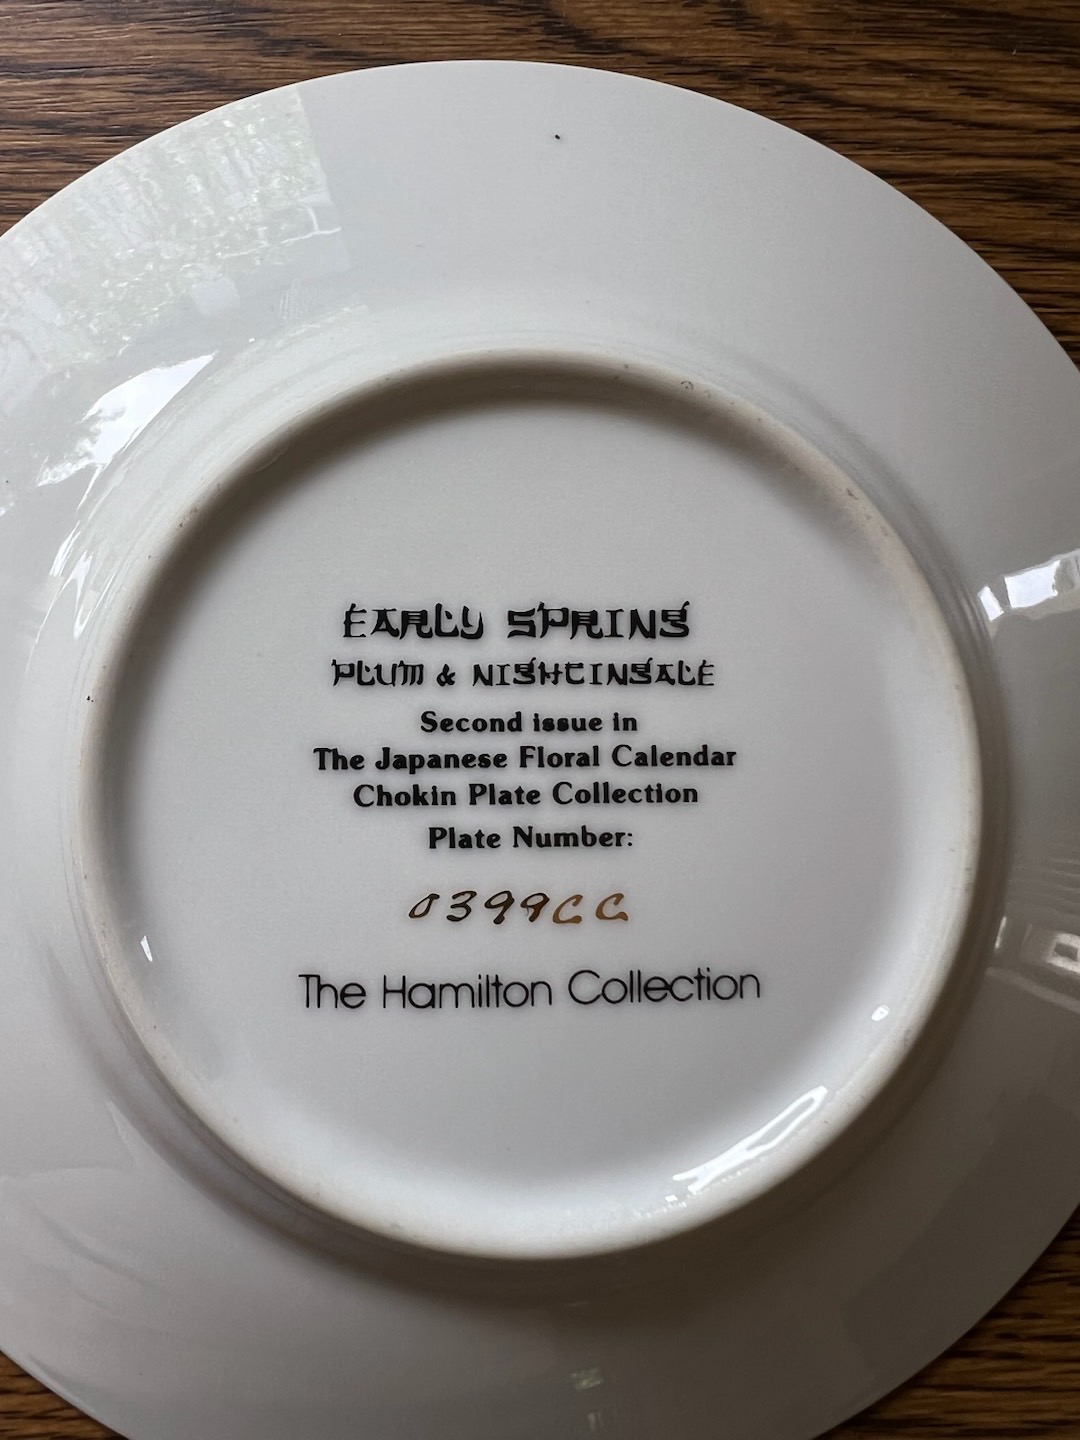 EARLY SPRING
PLUM & NIGHTINGALE
Second issue in
The Japanese Floral Calendar
Chokin Plate Collection
Plate Number:
0399CC
The Hamilton Collection